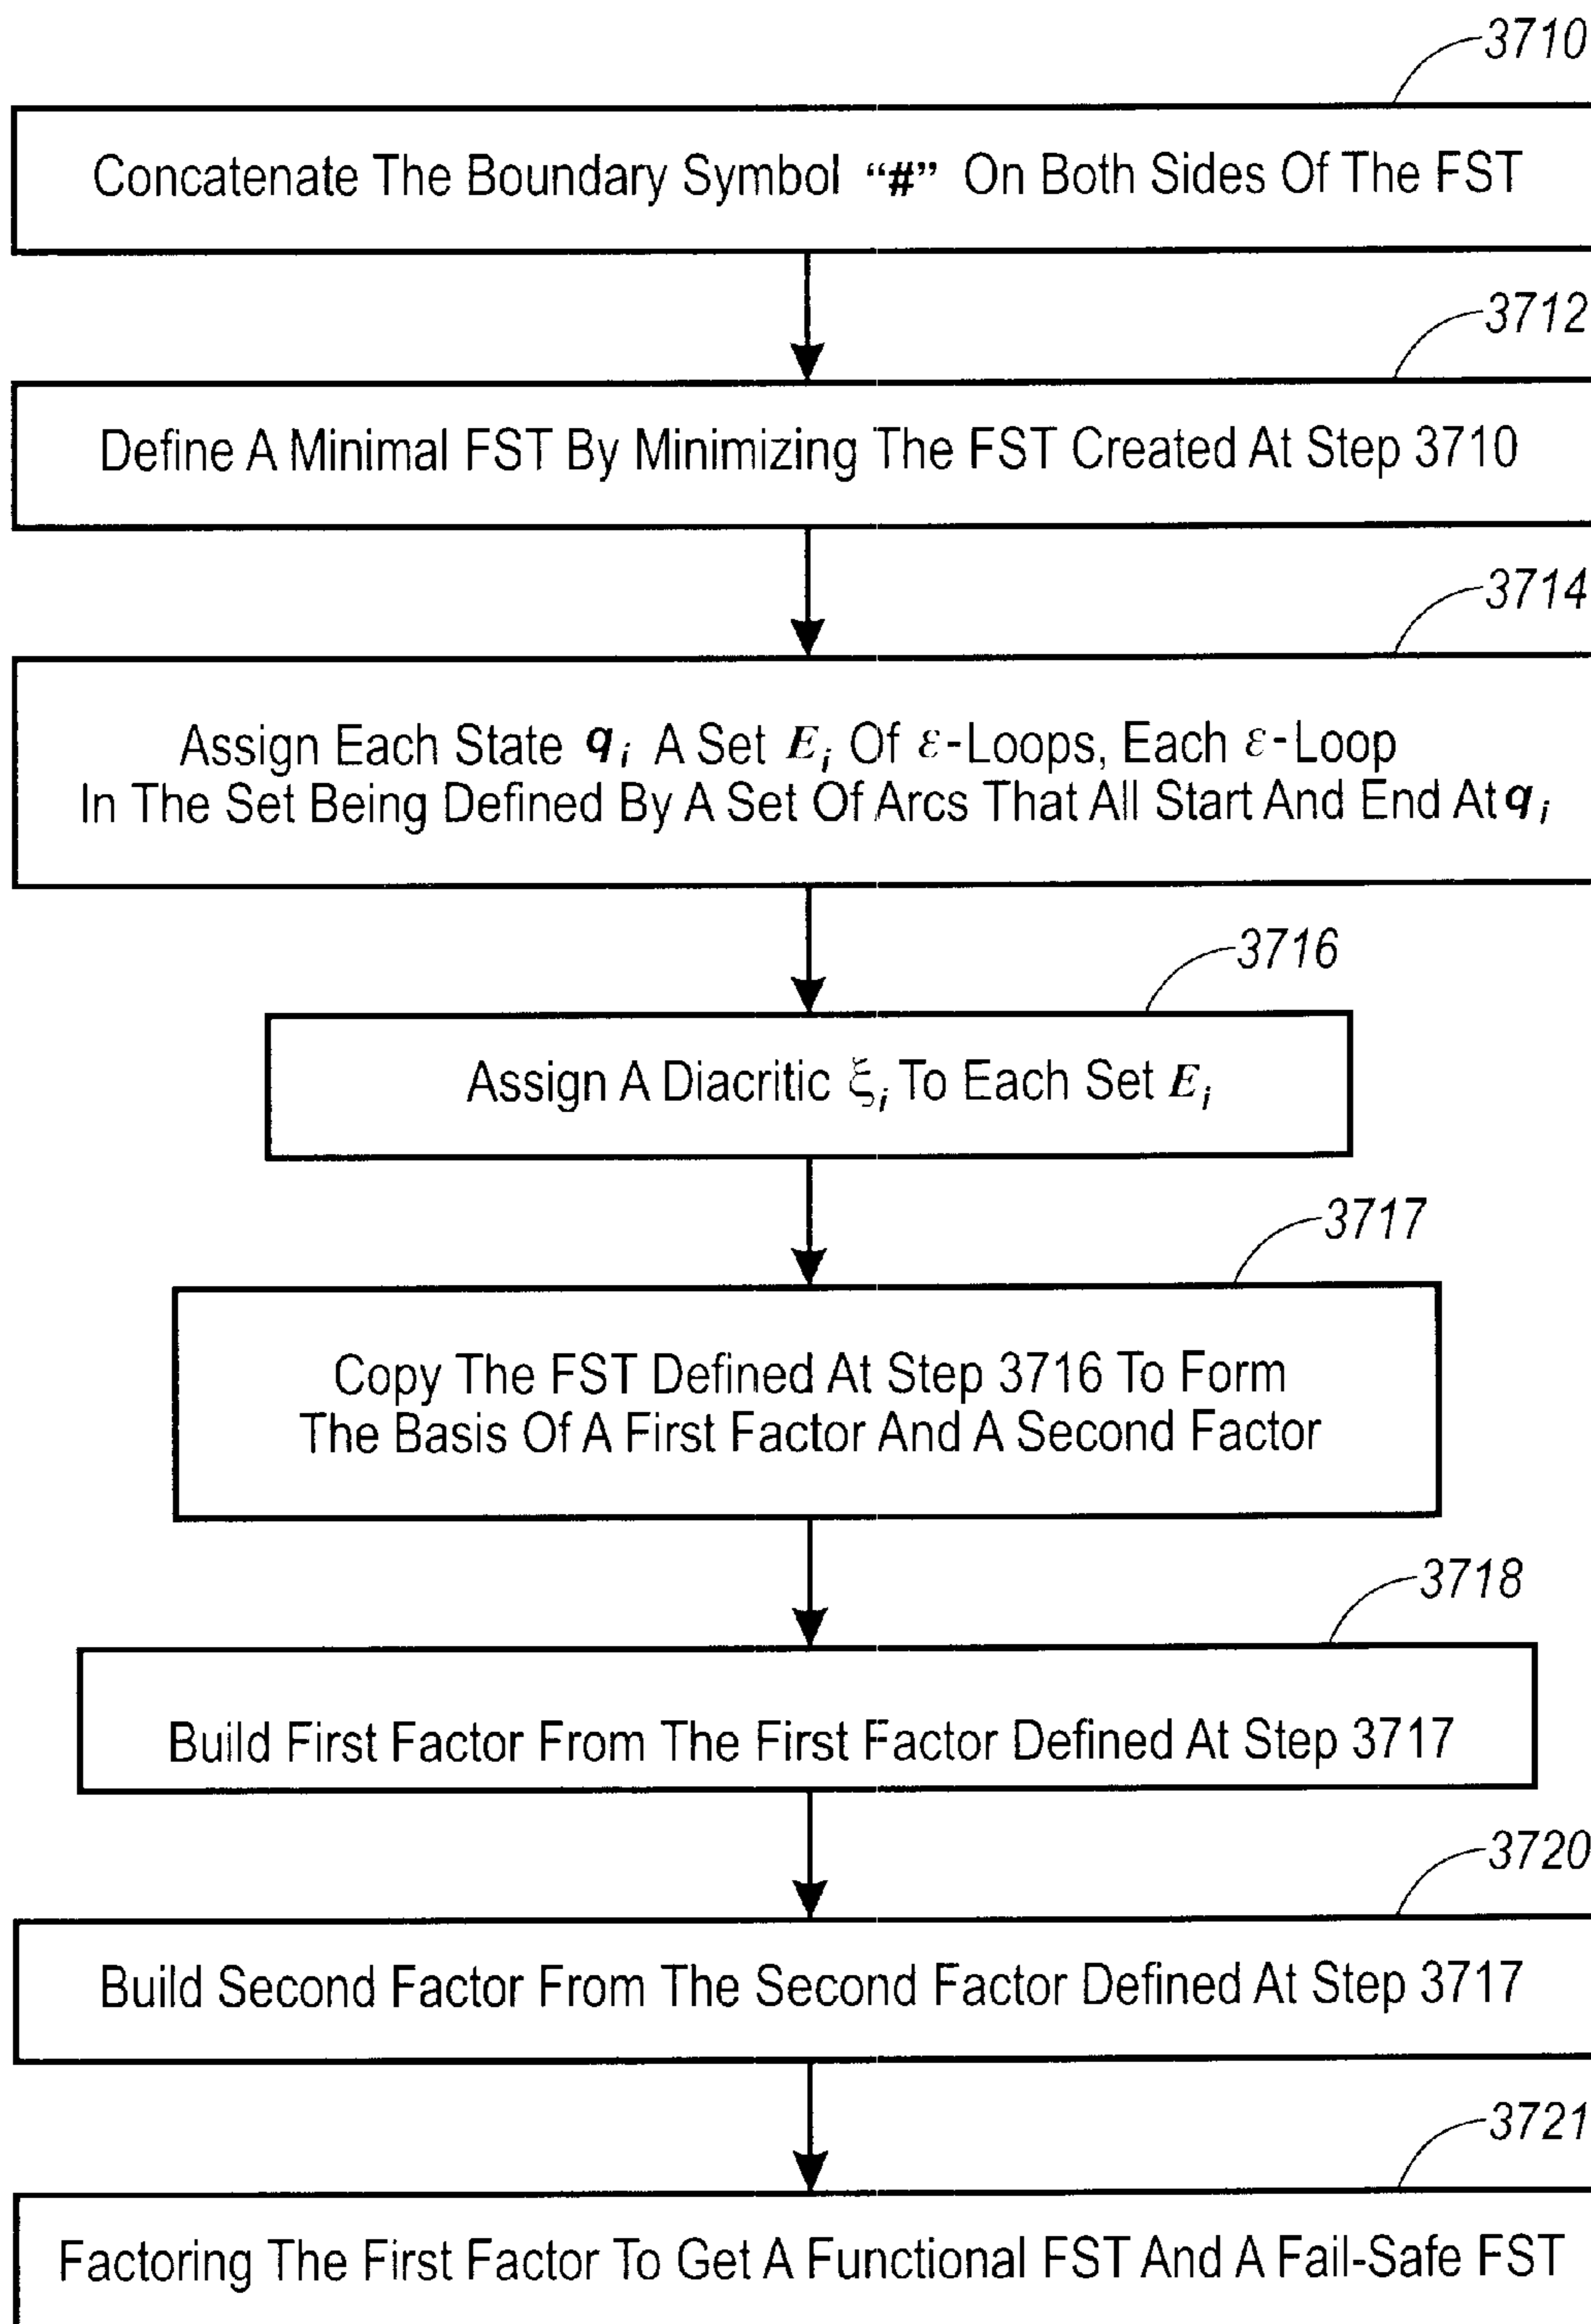 3710
Concatenate The Boundary Symbol “#” On Both Sides Of The FST
3712
Define A Minimal FST By Minimizing The FST Created At Step 3710
3714
Assign Each State qᵢ A Set Eᵢ Of ε-Loops, Each ε-Loop
In The Set Being Defined By A Set Of Arcs That All Start And End At qᵢ
3716
Assign A Diacritic ξᵢ To Each Set Eᵢ
3717
Copy The FST Defined At Step 3716 To Form
The Basis Of A First Factor And A Second Factor
3718
Build First Factor From The First Factor Defined At Step 3717
3720
Build Second Factor From The Second Factor Defined At Step 3717
3721
Factoring The First Factor To Get A Functional FST And A Fail-Safe FST